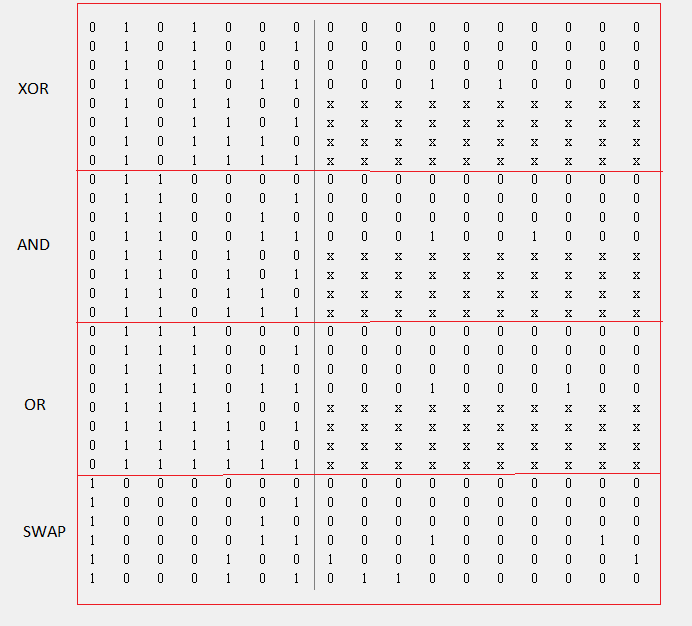 0 1 0 1 0 0 0 0 0 0 0 0 0 0 0 0 0
0 1 0 1 0 0 1 0 0 0 0 0 0 0 0 0 0
0 1 0 1 0 1 0 0 0 0 0 0 0 0 0 0 0
XOR 0 1 0 1 0 1 1 0 0 0 1 0 1 0 0 0 0
0 1 0 1 1 0 0 x x x x x x x x x x
0 1 0 1 1 0 1 x x x x x x x x x x
0 1 0 1 1 1 0 x x x x x x x x x x
0 1 0 1 1 1 1 x x x x x x x x x x
0 1 1 0 0 0 0 0 0 0 0 0 0 0 0 0 0
0 1 1 0 0 0 1 0 0 0 0 0 0 0 0 0 0
0 1 1 0 0 1 0 0 0 0 0 0 0 0 0 0 0
AND 0 1 1 0 0 1 1 0 0 0 1 0 0 1 0 0 0
0 1 1 0 1 0 0 x x x x x x x x x x
0 1 1 0 1 0 1 x x x x x x x x x x
0 1 1 0 1 1 0 x x x x x x x x x x
0 1 1 0 1 1 1 x x x x x x x x x x
0 1 1 1 0 0 0 0 0 0 0 0 0 0 0 0 0
0 1 1 1 0 0 1 0 0 0 0 0 0 0 0 0 0
0 1 1 1 0 1 0 0 0 0 0 0 0 0 0 0 0
0 1 1 1 0 1 1 0 0 0 1 0 0 0 1 0 0
OR 0 1 1 1 1 0 0 x x x x x x x x x x
0 1 1 1 1 0 1 x x x x x x x x x x
0 1 1 1 1 1 0 x x x x x x x x x x
0 1 1 1 1 1 1 x x x x x x x x x x
1 0 0 0 0 0 0 0 0 0 0 0 0 0 0 0 0
1 0 0 0 0 0 1 0 0 0 0 0 0 0 0 0 0
1 0 0 0 0 1 0 0 0 0 0 0 0 0 0 0 0
SWAP 1 0 0 0 0 1 1 0 0 0 1 0 0 0 0 1 0
1 0 0 0 1 0 0 1 0 0 0 0 0 0 0 0 1
1 0 0 0 1 0 1 0 1 1 0 0 0 0 0 0 0